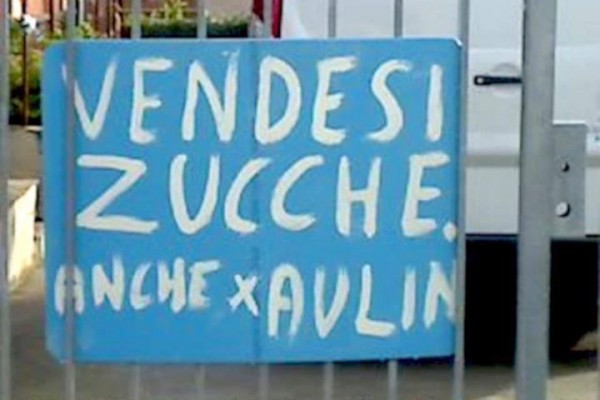 VENDESI
ZUCCHE.
ANCHE X AULIN